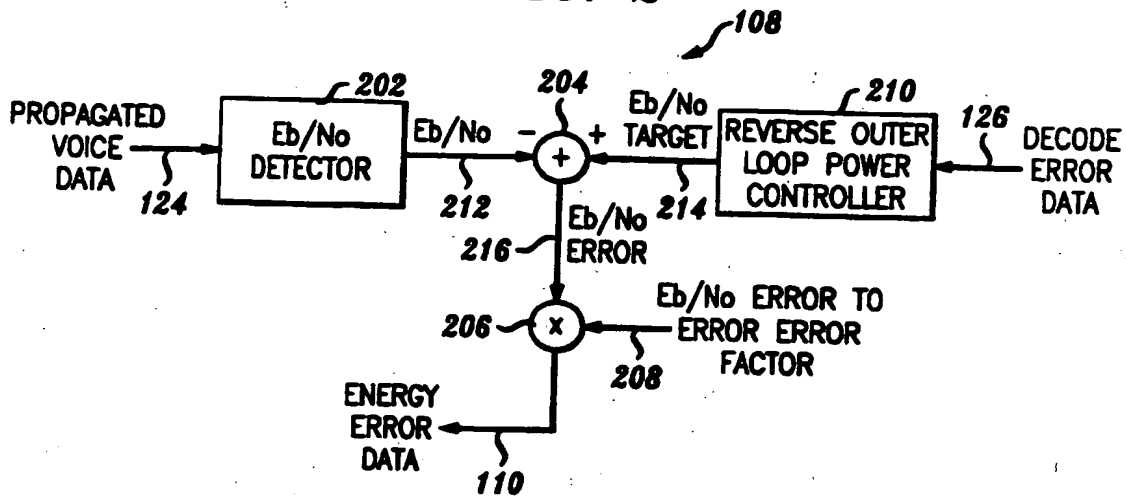 108
202
204
210
PROPAGATED
VOICE
DATA
124
Eb/No
DETECTOR
Eb/No
212
-
+
+
Eb/No
TARGET
214
REVERSE OUTER
LOOP POWER
CONTROLLER
126
DECODE
ERROR
DATA
216
Eb/No
ERROR
206
x
Eb/No ERROR TO
ERROR ERROR
FACTOR
208
ENERGY
ERROR
DATA
110